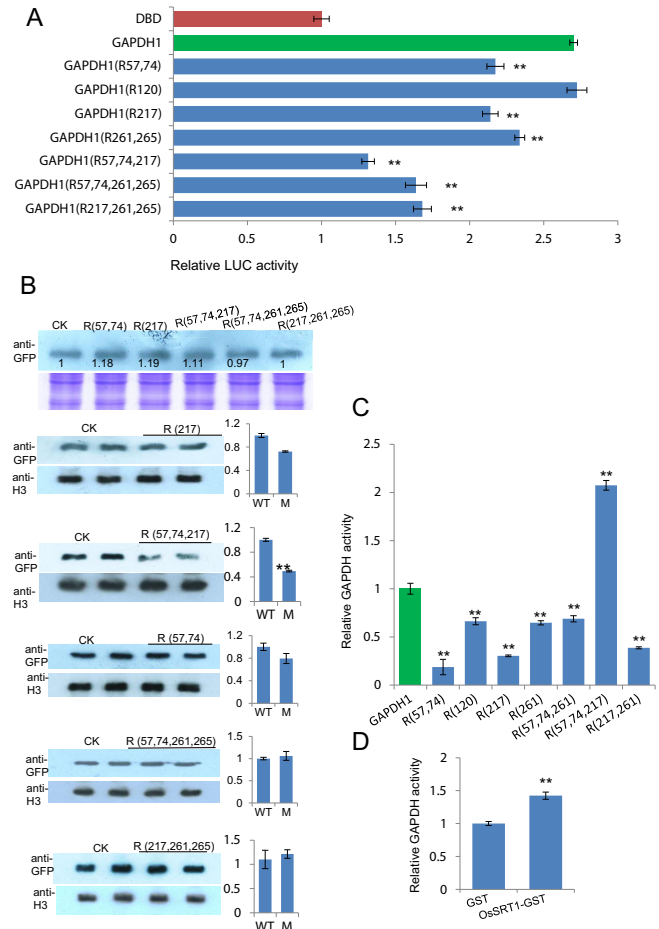 A
DBD
GAPDH1
GAPDH1(R57,74)
**
GAPDH1(R120)
GAPDH1(R217)
**
GAPDH1(R261,265)
**
GAPDH1(R57,74,217)
**
GAPDH1(R57,74,261,265)
**
GAPDH1(R217,261,265)
**
0 0.5 1 1.5 2 2.5 3
Relative LUC activity
B
CK R(57,74) R(217) R(57,74,217) R(57,74,261,265) R(217,261,265)
anti-GFP
1 1.18 1.19 1.11 0.97 1
CK R (217)
anti-GFP
anti-H3
1.2
0.8
0.4
0
WT M
CK R (57,74,217)
anti-GFP
anti-H3
1.2
0.8
0.4
0
**
WT M
CK R (57,74)
anti-GFP
anti-H3
1.2
0.8
0.4
0
WT M
CK R (57,74,261,265)
anti-GFP
anti-H3
1.5
1
0.5
0
WT M
CK R (217,261,265)
anti-GFP
anti-H3
1.5
1
0.5
0
WT M
C
Relative GAPDH activity
2.5
2
1.5
1
0.5
0
** ** ** ** ** ** **
GAPDH1 R(57,74) R(120) R(217) R(261) R(57,74,261) R(57,74,217) R(217,261)
D
Relative GAPDH activity
2
1.5
1
0.5
0
**
GST OsSRT1-GST